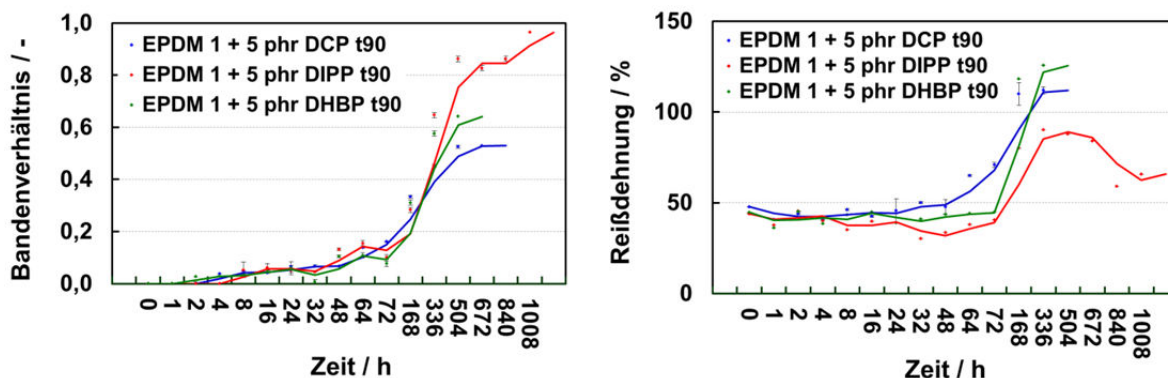 Bandenverhältnis / -
1,0
0,8
0,6
0,4
0,2
0,0
EPDM 1 + 5 phr DCP t90
EPDM 1 + 5 phr DIPP t90
EPDM 1 + 5 phr DHBP t90
0 1 2 4 8 16 24 32 48 64 72 168 336 504 672 840 1008
Zeit / h
Reißdehnung / %
150
100
50
0
EPDM 1 + 5 phr DCP t90
EPDM 1 + 5 phr DIPP t90
EPDM 1 + 5 phr DHBP t90
0 1 2 4 8 16 24 32 48 64 72 168 336 504 672 840 1008
Zeit / h